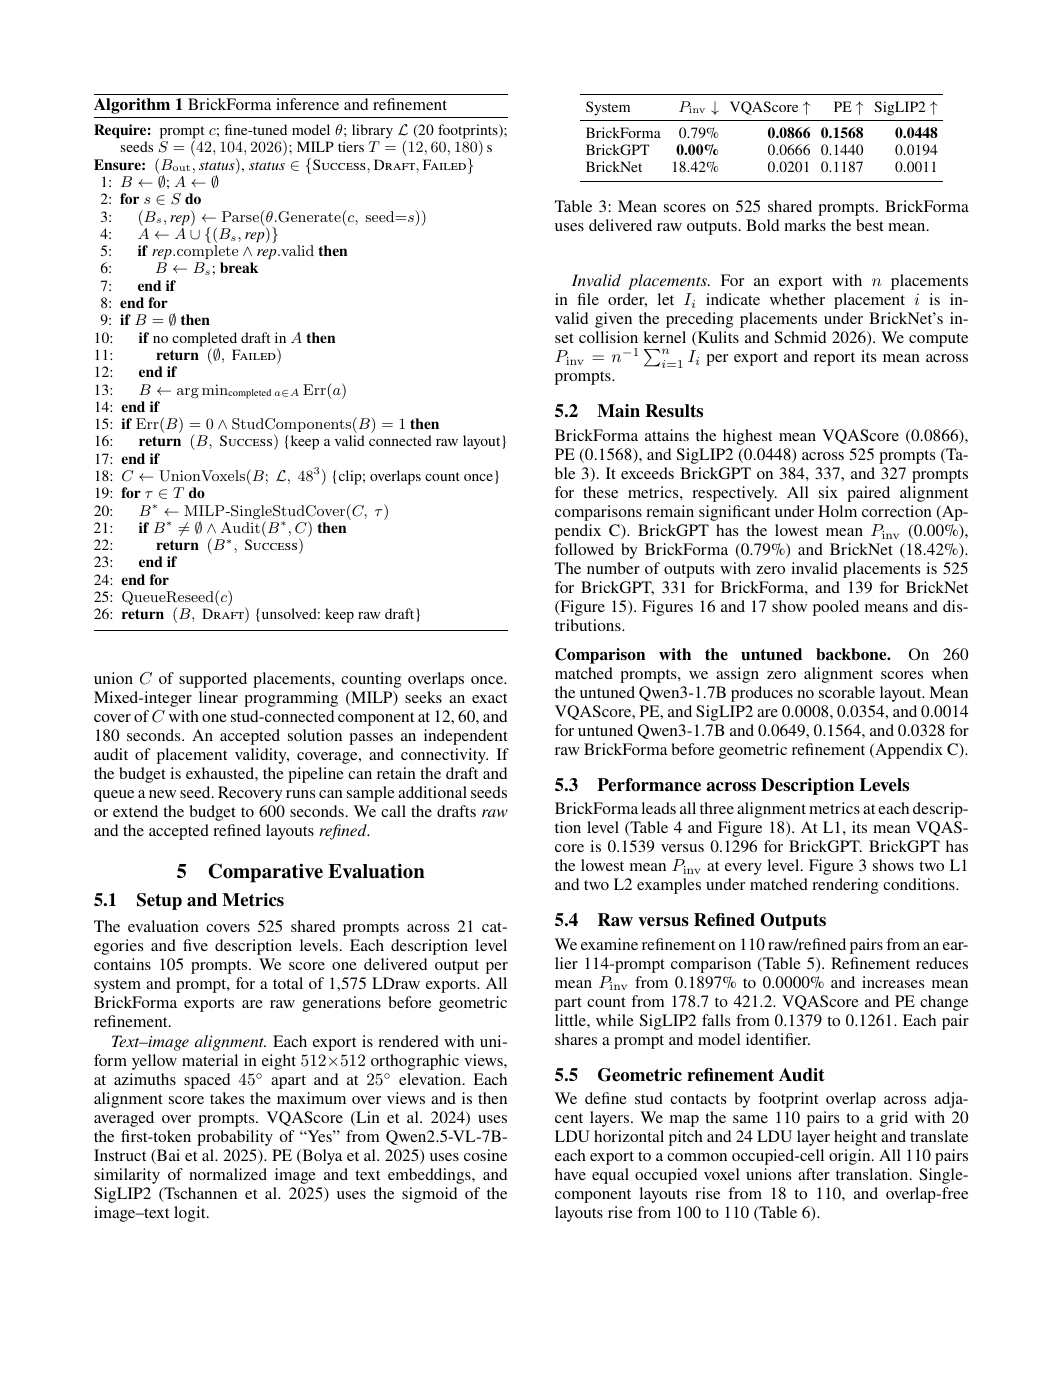 Algorithm 1 BrickForma inference and refinement
Require: prompt c; fine-tuned model θ; library ℒ (20 footprints);
seeds S = (42, 104, 2026); MILP tiers T = (12, 60, 180) s
Ensure: (B_out, status), status ∈ {SUCCESS, DRAFT, FAILED}
1: B ← ∅; A ← ∅
2: for s ∈ S do
3: (B_s, rep) ← Parse(θ.Generate(c, seed=s))
4: A ← A ∪ {(B_s, rep)}
5: if rep.complete ∧ rep.valid then
6: B ← B_s; break
7: end if
8: end for
9: if B = ∅ then
10: if no completed draft in A then
11: return (∅, FAILED)
12: end if
13: B ← arg min_completed a∈A Err(a)
14: end if
15: if Err(B) = 0 ∧ StudComponents(B) = 1 then
16: return (B, SUCCESS) {keep a valid connected raw layout}
17: end if
18: C ← UnionVoxels(B; ℒ, 48³) {clip; overlaps count once}
19: for τ ∈ T do
20: B* ← MILP-SingleStudCover(C, τ)
21: if B* ≠ ∅ ∧ Audit(B*, C) then
22: return (B*, SUCCESS)
23: end if
24: end for
25: QueueReseed(c)
26: return (B, DRAFT) {unsolved: keep raw draft}
union C of supported placements, counting overlaps once.
Mixed-integer linear programming (MILP) seeks an exact
cover of C with one stud-connected component at 12, 60, and
180 seconds. An accepted solution passes an independent
audit of placement validity, coverage, and connectivity. If
the budget is exhausted, the pipeline can retain the draft and
queue a new seed. Recovery runs can sample additional seeds
or extend the budget to 600 seconds. We call the drafts raw
and the accepted refined layouts refined.
5 Comparative Evaluation
5.1 Setup and Metrics
The evaluation covers 525 shared prompts across 21 cat-
egories and five description levels. Each description level
contains 105 prompts. We score one delivered output per
system and prompt, for a total of 1,575 LDraw exports. All
BrickForma exports are raw generations before geometric
refinement.
Text–image alignment. Each export is rendered with uni-
form yellow material in eight 512×512 orthographic views,
at azimuths spaced 45° apart and at 25° elevation. Each
alignment score takes the maximum over views and is then
averaged over prompts. VQAScore (Lin et al. 2024) uses
the first-token probability of “Yes” from Qwen2.5-VL-7B-
Instruct (Bai et al. 2025). PE (Bolya et al. 2025) uses cosine
similarity of normalized image and text embeddings, and
SigLIP2 (Tschannen et al. 2025) uses the sigmoid of the
image–text logit.
System P_inv ↓ VQAScore ↑ PE ↑ SigLIP2 ↑
BrickForma 0.79% 0.0866 0.1568 0.0448
BrickGPT 0.00% 0.0666 0.1440 0.0194
BrickNet 18.42% 0.0201 0.1187 0.0011
Table 3: Mean scores on 525 shared prompts. BrickForma
uses delivered raw outputs. Bold marks the best mean.
Invalid placements. For an export with n placements
in file order, let I_i indicate whether placement i is in-
valid given the preceding placements under BrickNet’s in-
set collision kernel (Kulits and Schmid 2026). We compute
P_inv = n⁻¹ ∑ⁿ_{i=1} I_i per export and report its mean across
prompts.
5.2 Main Results
BrickForma attains the highest mean VQAScore (0.0866),
PE (0.1568), and SigLIP2 (0.0448) across 525 prompts (Ta-
ble 3). It exceeds BrickGPT on 384, 337, and 327 prompts
for these metrics, respectively. All six paired alignment
comparisons remain significant under Holm correction (Ap-
pendix C). BrickGPT has the lowest mean P_inv (0.00%),
followed by BrickForma (0.79%) and BrickNet (18.42%).
The number of outputs with zero invalid placements is 525
for BrickGPT, 331 for BrickForma, and 139 for BrickNet
(Figure 15). Figures 16 and 17 show pooled means and dis-
tributions.
Comparison with the untuned backbone. On 260
matched prompts, we assign zero alignment scores when
the untuned Qwen3-1.7B produces no scorable layout. Mean
VQAScore, PE, and SigLIP2 are 0.0008, 0.0354, and 0.0014
for untuned Qwen3-1.7B and 0.0649, 0.1564, and 0.0328 for
raw BrickForma before geometric refinement (Appendix C).
5.3 Performance across Description Levels
BrickForma leads all three alignment metrics at each descrip-
tion level (Table 4 and Figure 18). At L1, its mean VQAS-
core is 0.1539 versus 0.1296 for BrickGPT. BrickGPT has
the lowest mean P_inv at every level. Figure 3 shows two L1
and two L2 examples under matched rendering conditions.
5.4 Raw versus Refined Outputs
We examine refinement on 110 raw/refined pairs from an ear-
lier 114-prompt comparison (Table 5). Refinement reduces
mean P_inv from 0.1897% to 0.0000% and increases mean
part count from 178.7 to 421.2. VQAScore and PE change
little, while SigLIP2 falls from 0.1379 to 0.1261. Each pair
shares a prompt and model identifier.
5.5 Geometric refinement Audit
We define stud contacts by footprint overlap across adja-
cent layers. We map the same 110 pairs to a grid with 20
LDU horizontal pitch and 24 LDU layer height and translate
each export to a common occupied-cell origin. All 110 pairs
have equal occupied voxel unions after translation. Single-
component layouts rise from 18 to 110, and overlap-free
layouts rise from 100 to 110 (Table 6).